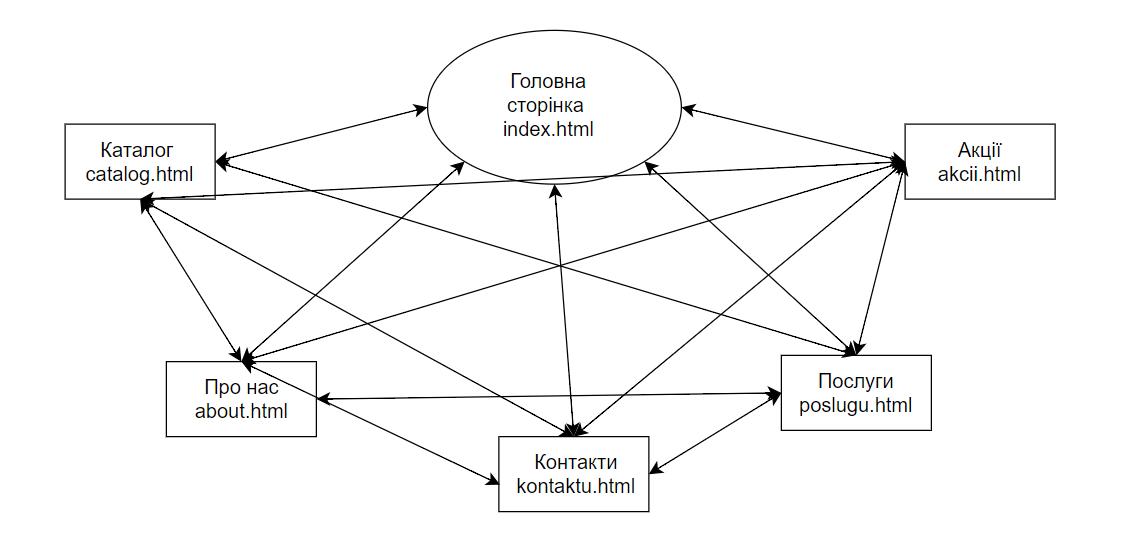 Головна
сторінка
index.html
Каталог
catalog.html
Акції
akcii.html
Про нас
about.html
Послуги
poslugu.html
Контакти
kontaktu.html